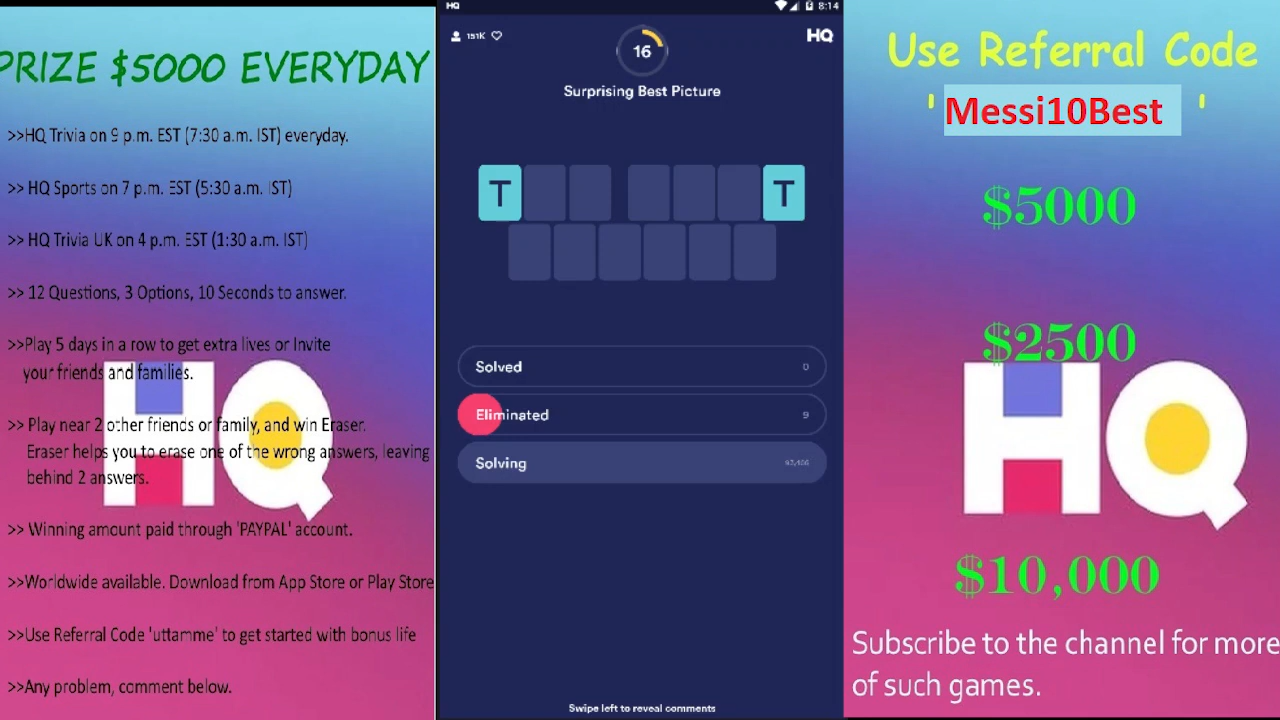 PRIZE $5000 EVERYDAY
>>HQ Trivia on 9 p.m. EST (7:30 a.m. IST) everyday.
>> HQ Sports on 7 p.m. EST (5:30 a.m. IST)
>> HQ Trivia UK on 4 p.m. EST (1:30 a.m. IST)
>> 12 Questions, 3 Options, 10 Seconds to answer.
>>Play 5 days in a row to get extra lives or Invite
your friends and families.
>> Play near 2 other friends or family, and win Eraser.
Eraser helps you to erase one of the wrong answers, leaving
behind 2 answers.
>> Winning amount paid through 'PAYPAL' account.
>>Worldwide available. Download from App Store or Play Store
>>Use Referral Code 'uttamme' to get started with bonus life
>>Any problem, comment below.
HQ
HQ
8:14
151K
16
HQ
Surprising Best Picture
T T
Solved 0
Eliminated 9
Solving
Swipe left to reveal comments
Use Referral Code
' Messi10Best '
$5000
$2500
HQ
$10,000
Subscribe to the channel for more
of such games.